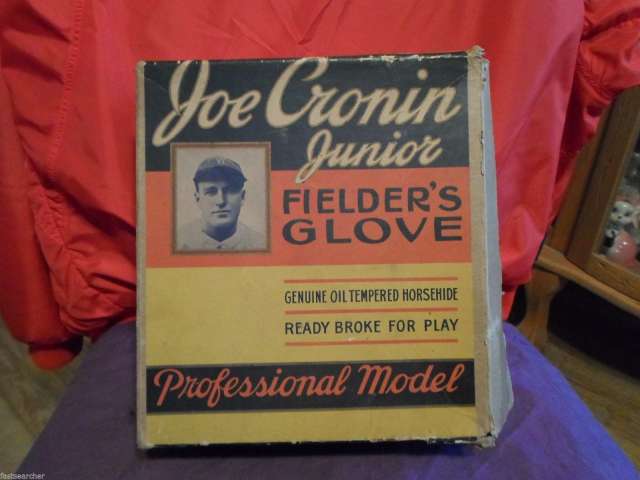 Joe Cronin
Junior
FIELDER'S
GLOVE
GENUINE OIL TEMPERED HORSEHIDE
READY BROKE FOR PLAY
Professional Model
fastsearcher